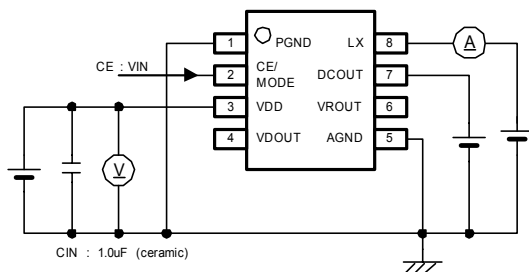 1 PGND LX 8 A
CE : VIN 2 CE/ MODE DCOUT 7
3 VDD VROUT 6
4 VDOUT AGND 5
V
CIN : 1.0uF (ceramic)